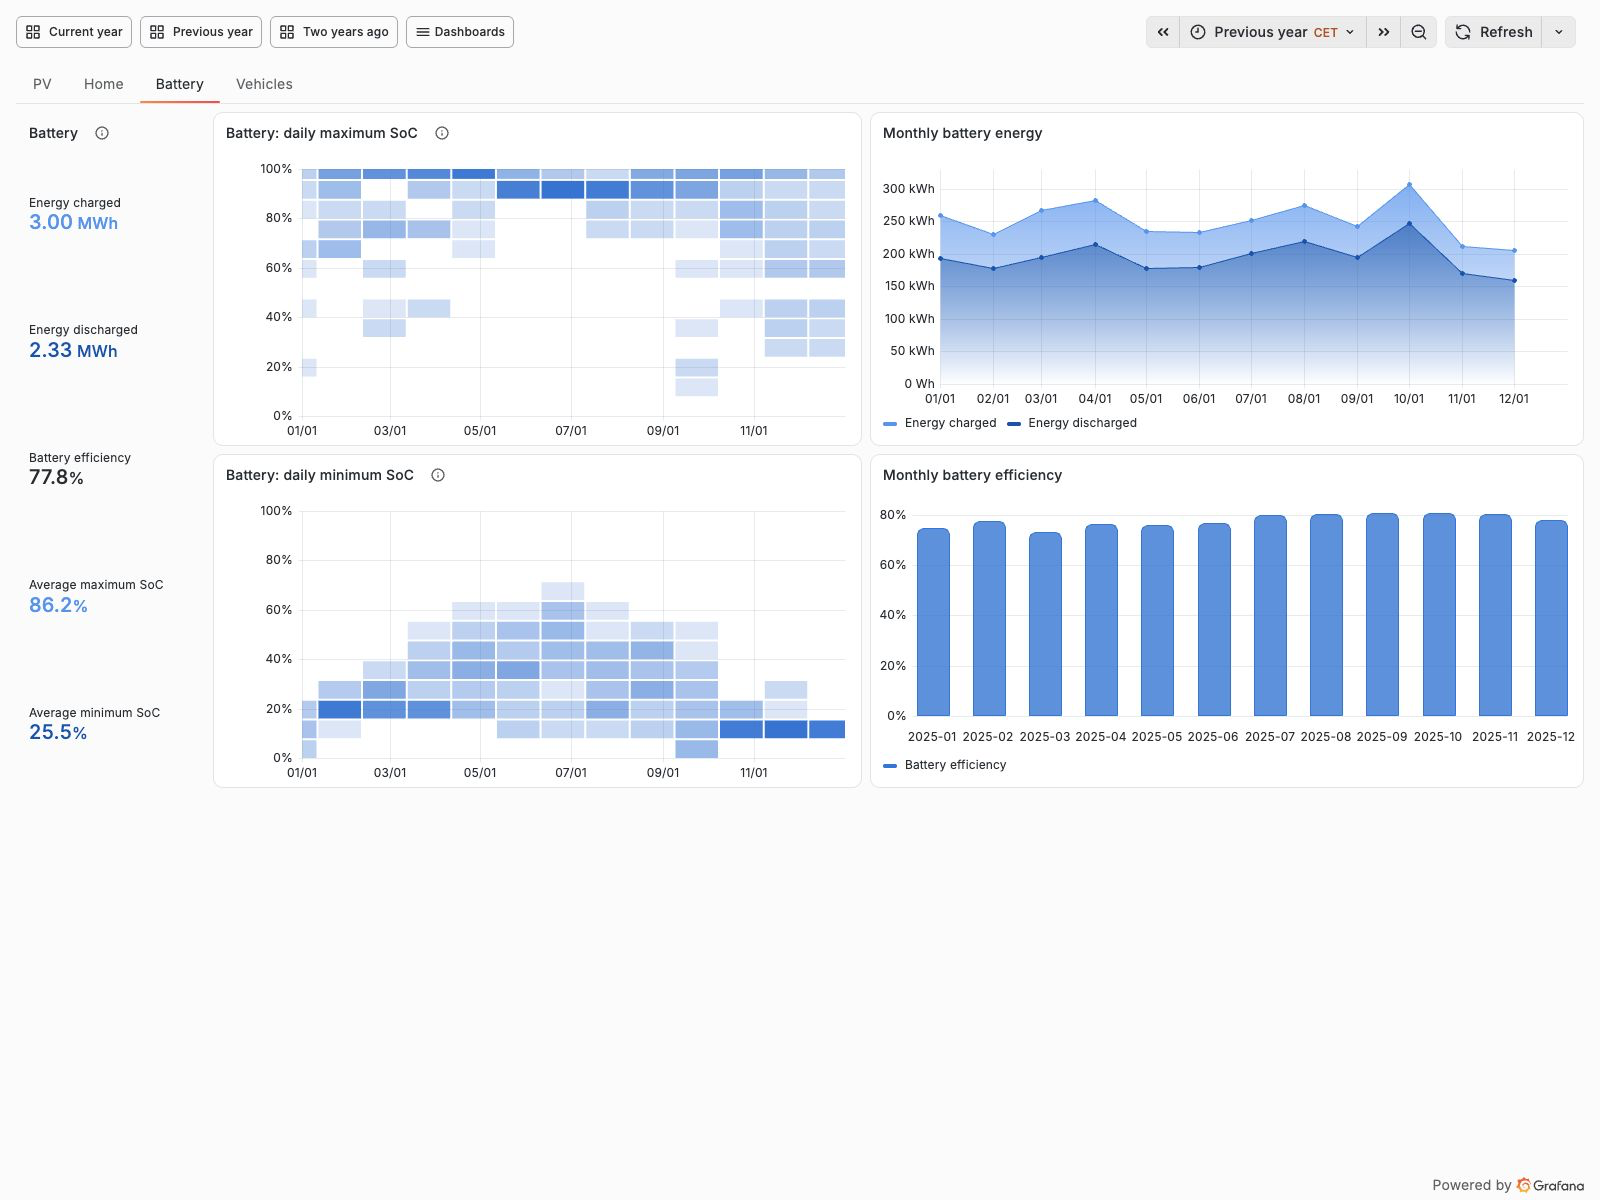 Current year
Previous year
Two years ago
Dashboards
Previous year CET
Refresh
PV
Home
Battery
Vehicles
Battery
Energy charged
3.00 MWh
Energy discharged
2.33 MWh
Battery efficiency
77.8%
Average maximum SoC
86.2%
Average minimum SoC
25.5%
Battery: daily maximum SoC
100%
80%
60%
40%
20%
0%
01/01 03/01 05/01 07/01 09/01 11/01
Monthly battery energy
300 kWh
250 kWh
200 kWh
150 kWh
100 kWh
50 kWh
0 Wh
01/01 02/01 03/01 04/01 05/01 06/01 07/01 08/01 09/01 10/01 11/01 12/01
Energy charged Energy discharged
Battery: daily minimum SoC
100%
80%
60%
40%
20%
0%
01/01 03/01 05/01 07/01 09/01 11/01
Monthly battery efficiency
80%
60%
40%
20%
0%
2025-01 2025-02 2025-03 2025-04 2025-05 2025-06 2025-07 2025-08 2025-09 2025-10 2025-11 2025-12
Battery efficiency
Powered by Grafana